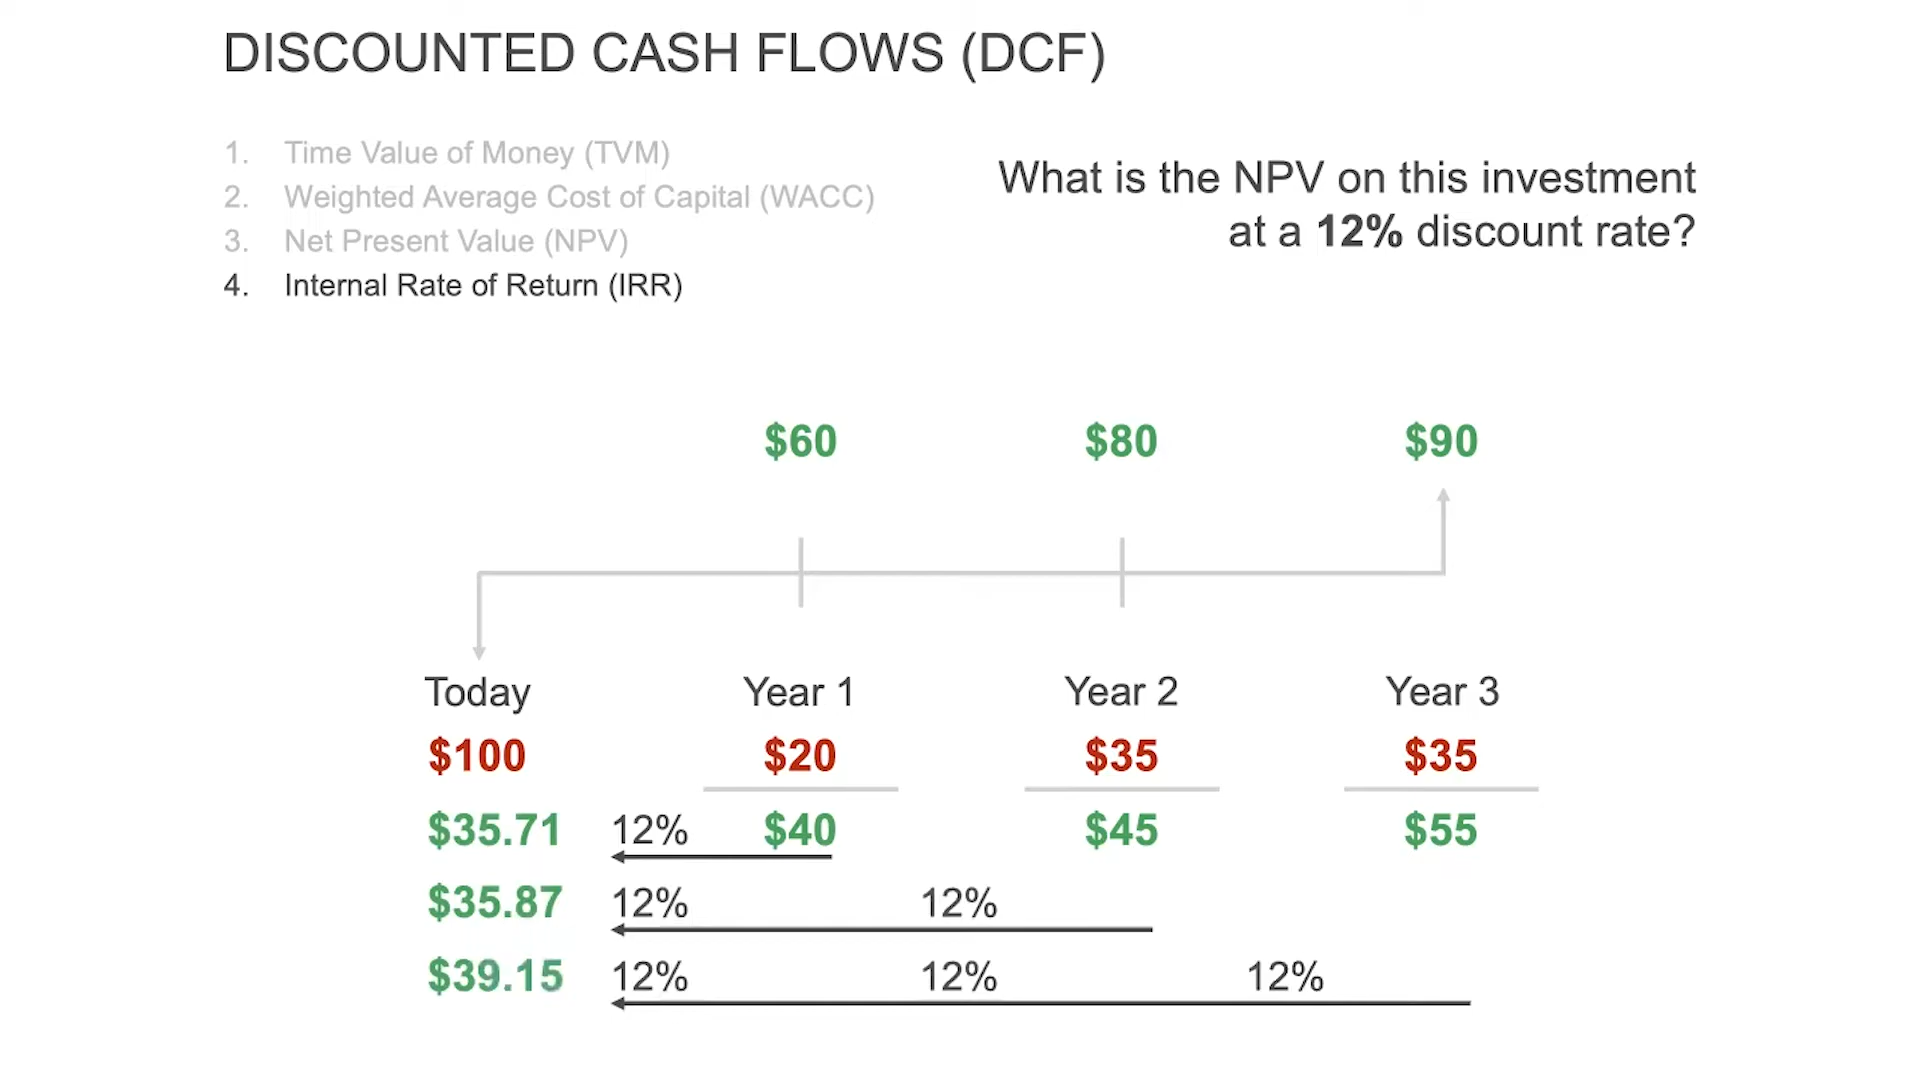 DISCOUNTED CASH FLOWS (DCF)
1. Time Value of Money (TVM)
2. Weighted Average Cost of Capital (WACC)
3. Net Present Value (NPV)
4. Internal Rate of Return (IRR)
What is the NPV on this investment
at a 12% discount rate?
$60 $80 $90
Today Year 1 Year 2 Year 3
$100 $20 $35 $35
$35.71 12% $40 $45 $55
$35.87 12% 12%
$39.15 12% 12% 12%